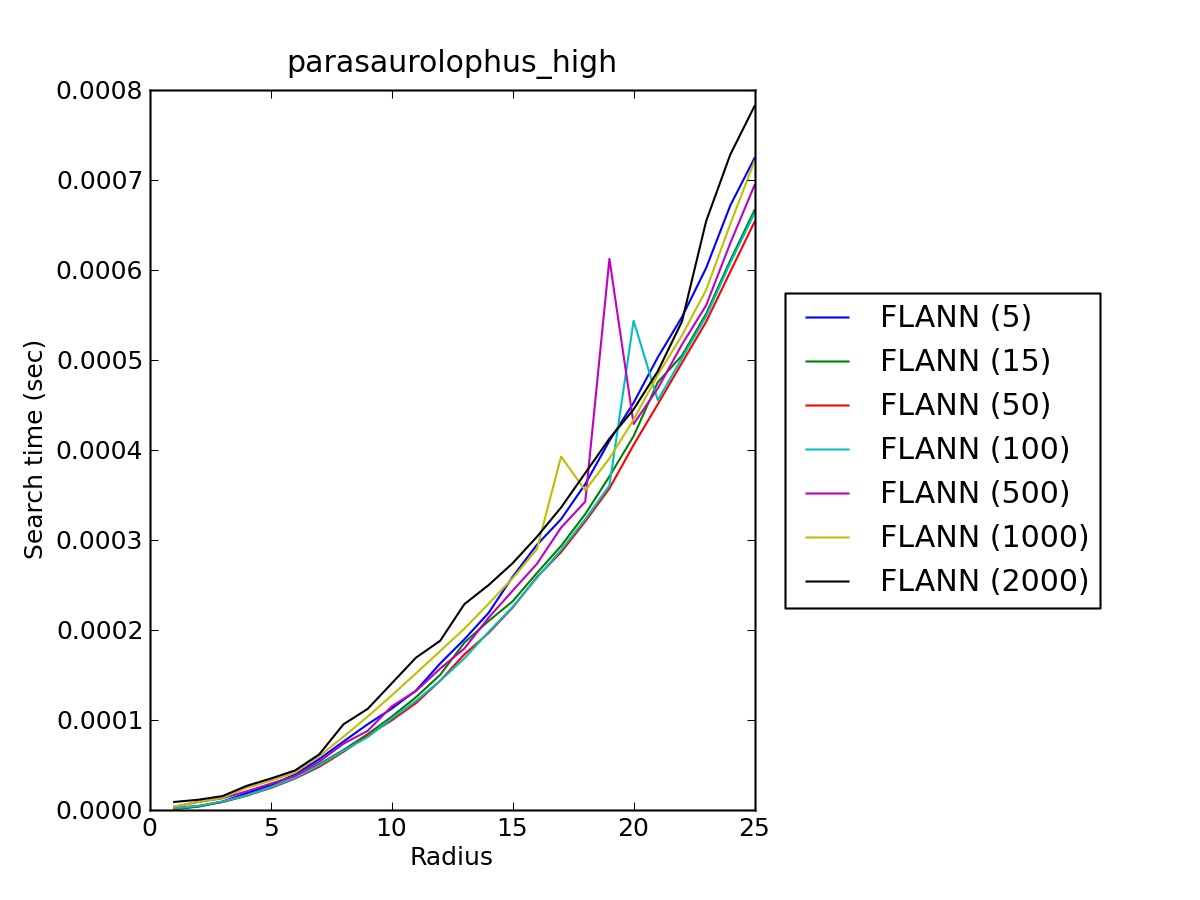 parasaurolophus_high
0.0008
0.0007
0.0006
0.0005
0.0004
0.0003
0.0002
0.0001
0.0000
Search time (sec)
0 5 10 15 20 25
Radius
FLANN (5)
FLANN (15)
FLANN (50)
FLANN (100)
FLANN (500)
FLANN (1000)
FLANN (2000)